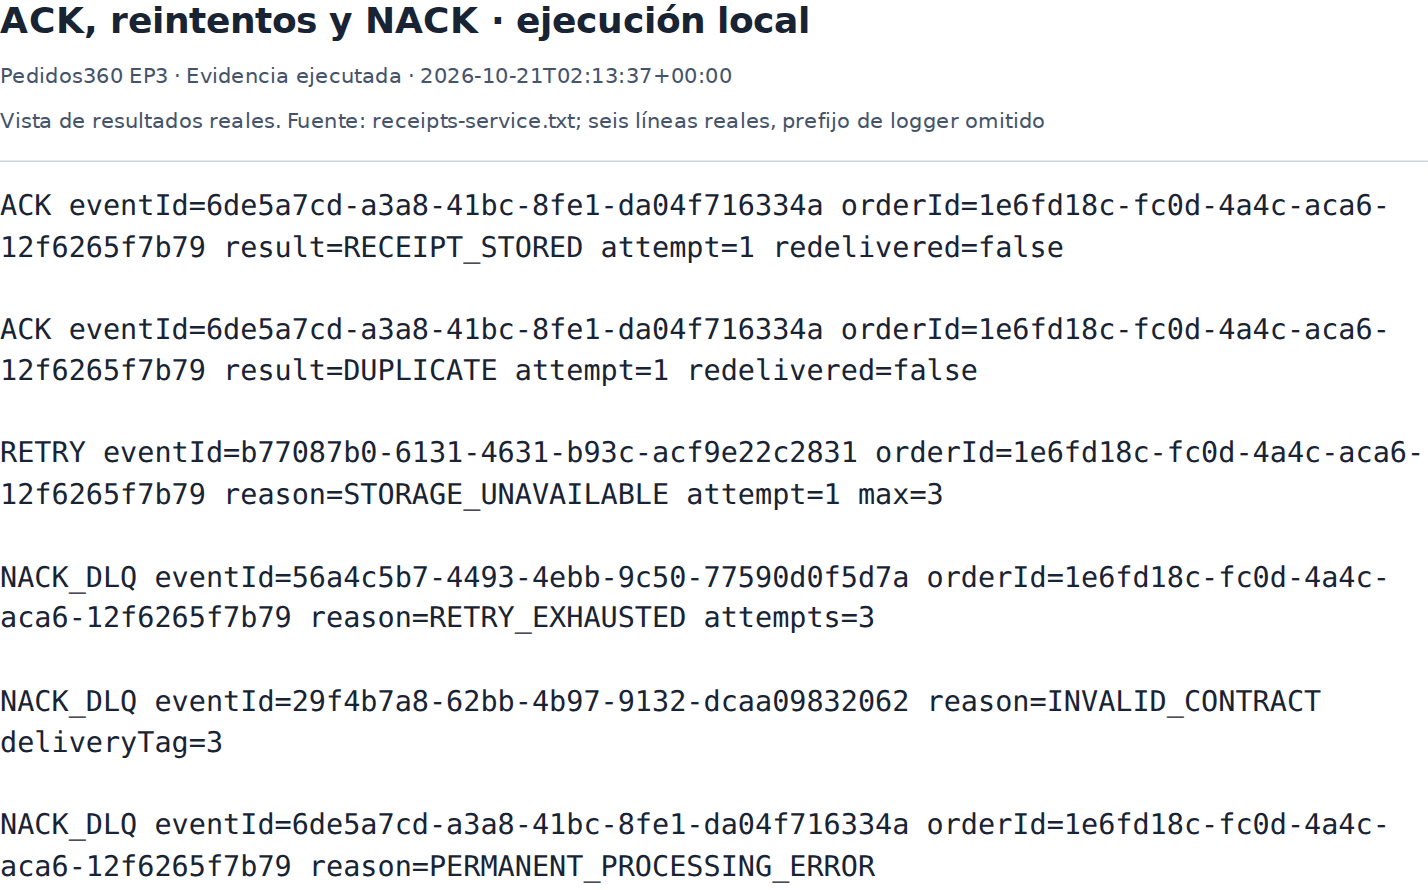 ACK, reintentos y NACK · ejecución local
Pedidos360 EP3 · Evidencia ejecutada · 2026-10-21T02:13:37+00:00
Vista de resultados reales. Fuente: receipts-service.txt; seis líneas reales, prefijo de logger omitido
ACK eventId=6de5a7cd-a3a8-41bc-8fe1-da04f716334a orderId=1e6fd18c-fc0d-4a4c-aca6-
12f6265f7b79 result=RECEIPT_STORED attempt=1 redelivered=false
ACK eventId=6de5a7cd-a3a8-41bc-8fe1-da04f716334a orderId=1e6fd18c-fc0d-4a4c-aca6-
12f6265f7b79 result=DUPLICATE attempt=1 redelivered=false
RETRY eventId=b77087b0-6131-4631-b93c-acf9e22c2831 orderId=1e6fd18c-fc0d-4a4c-aca6-
12f6265f7b79 reason=STORAGE_UNAVAILABLE attempt=1 max=3
NACK_DLQ eventId=56a4c5b7-4493-4ebb-9c50-77590d0f5d7a orderId=1e6fd18c-fc0d-4a4c-
aca6-12f6265f7b79 reason=RETRY_EXHAUSTED attempts=3
NACK_DLQ eventId=29f4b7a8-62bb-4b97-9132-dcaa09832062 reason=INVALID_CONTRACT
deliveryTag=3
NACK_DLQ eventId=6de5a7cd-a3a8-41bc-8fe1-da04f716334a orderId=1e6fd18c-fc0d-4a4c-
aca6-12f6265f7b79 reason=PERMANENT_PROCESSING_ERROR